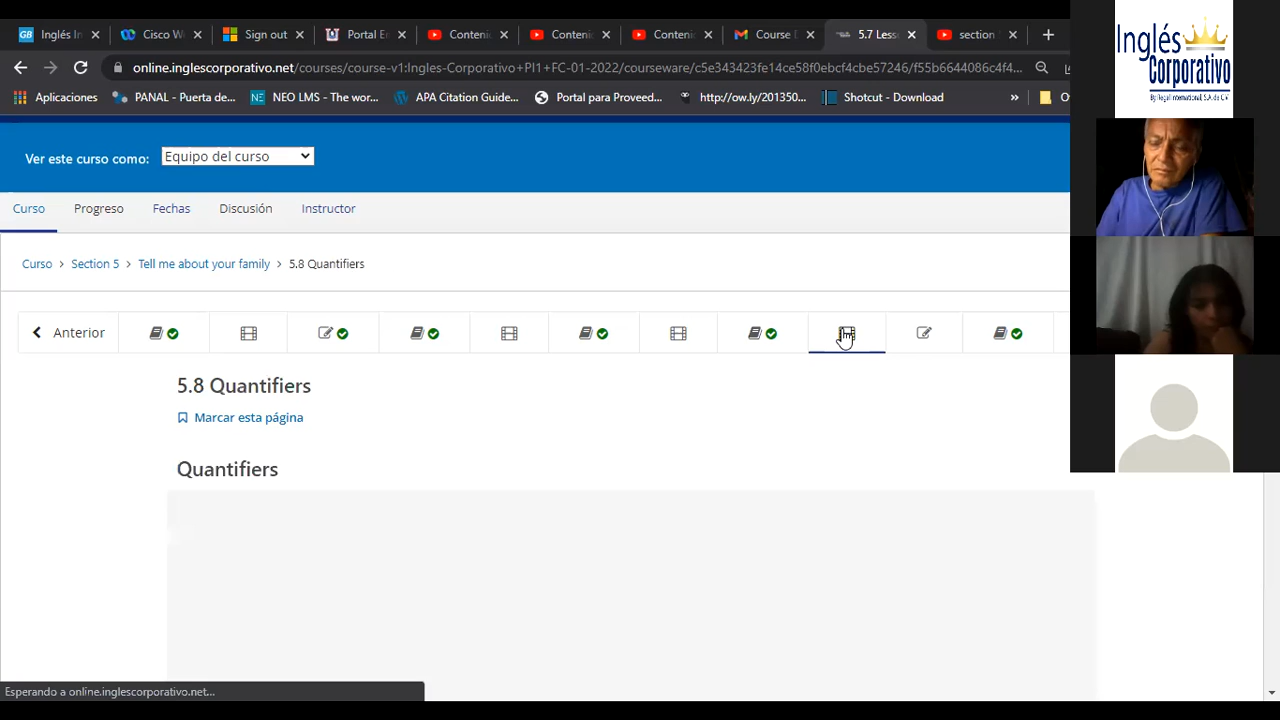 Inglés In
Cisco W
Sign out
Portal E
Conteni
Conteni
Conteni
Course D
5.7 Less
section
online.inglescorporativo.net/courses/course-v1:Ingles
PI1+FC-01-2022/courseware/c5e343423fe14ce58f0ebcf4cbe57246/f55b6644086c4f4...
Aplicaciones
PANAL - Puerta de...
NEO LMS - The wor...
APA Ci
Portal para Proveed...
http://ow.ly/201350...
Shortcut - Download
»
Inglés
Corporativo
Ver este curso como:
Equipo del curso
Curso
Progreso
Fechas
Discusión
Instructor
Curso > Section 5 > Tell me about your family > 5.8 Quantifiers
Anterior
5.8 Quantifiers
Marcar esta página
Quantifiers
Esperando a online.inglescorporativo.net...